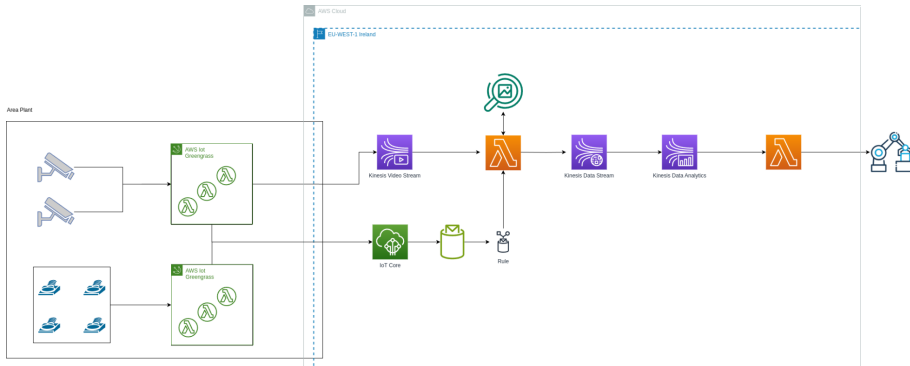 AWS Cloud
EU-WEST-1 Ireland
Area Plant
AWS Iot
Greengrass
Kinesis Video Stream
Kinesis Data Stream
Kinesis Data Analytics
IoT Core
Rule
AWS Iot
Greengrass